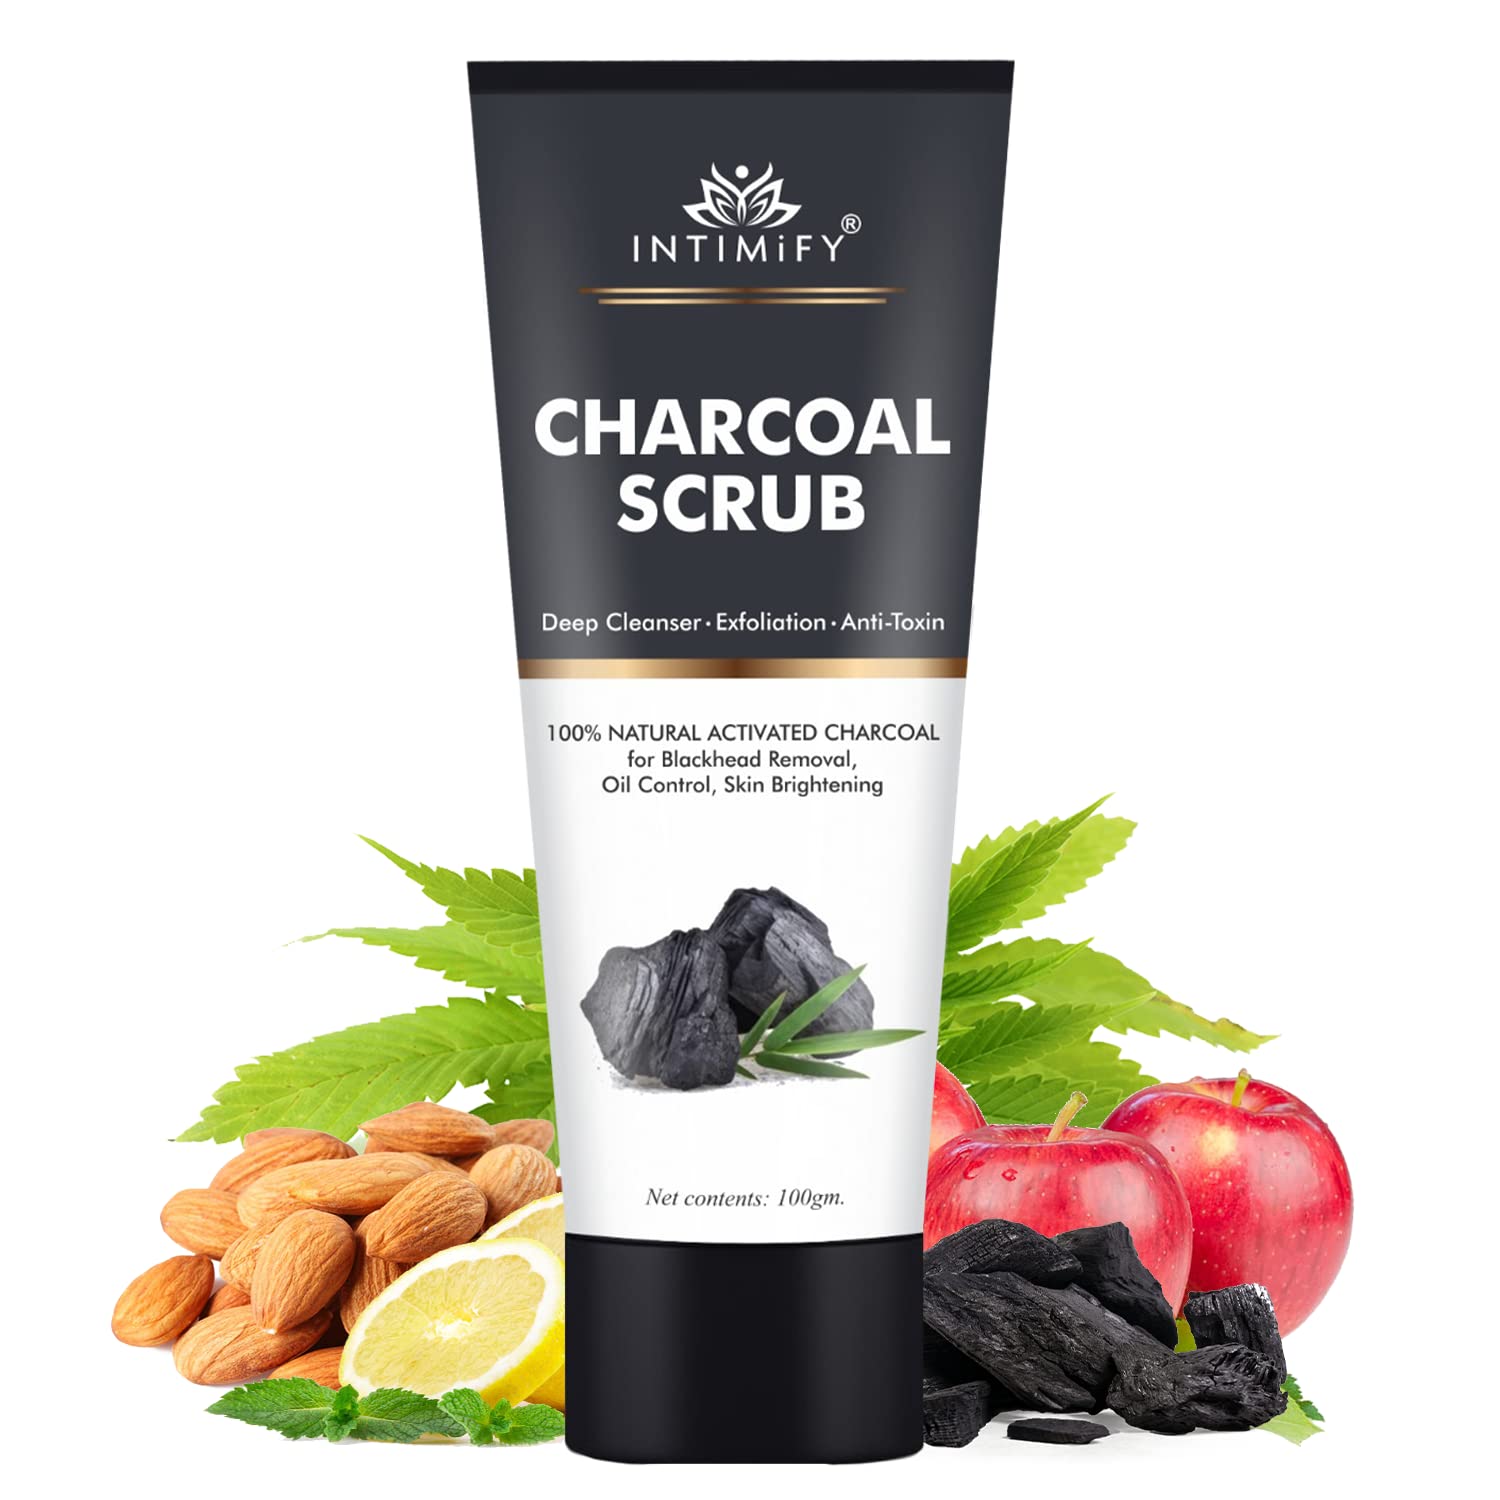 INTIMiFY®
CHARCOAL
SCRUB
Deep Cleanser • Exfoliation • Anti-Toxin
100% NATURAL ACTIVATED CHARCOAL
for Blackhead Removal,
Oil Control, Skin Brightening
Net contents: 100gm.